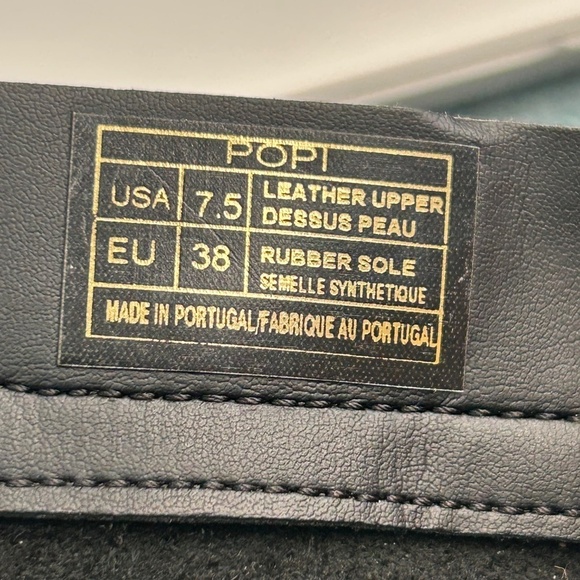 POPI
USA 7.5 LEATHER UPPER
DESSUS PEAU
EU 38 RUBBER SOLE
SEMELLE SYNTHETIQUE
MADE IN PORTUGAL/FABRIQUE AU PORTUGAL